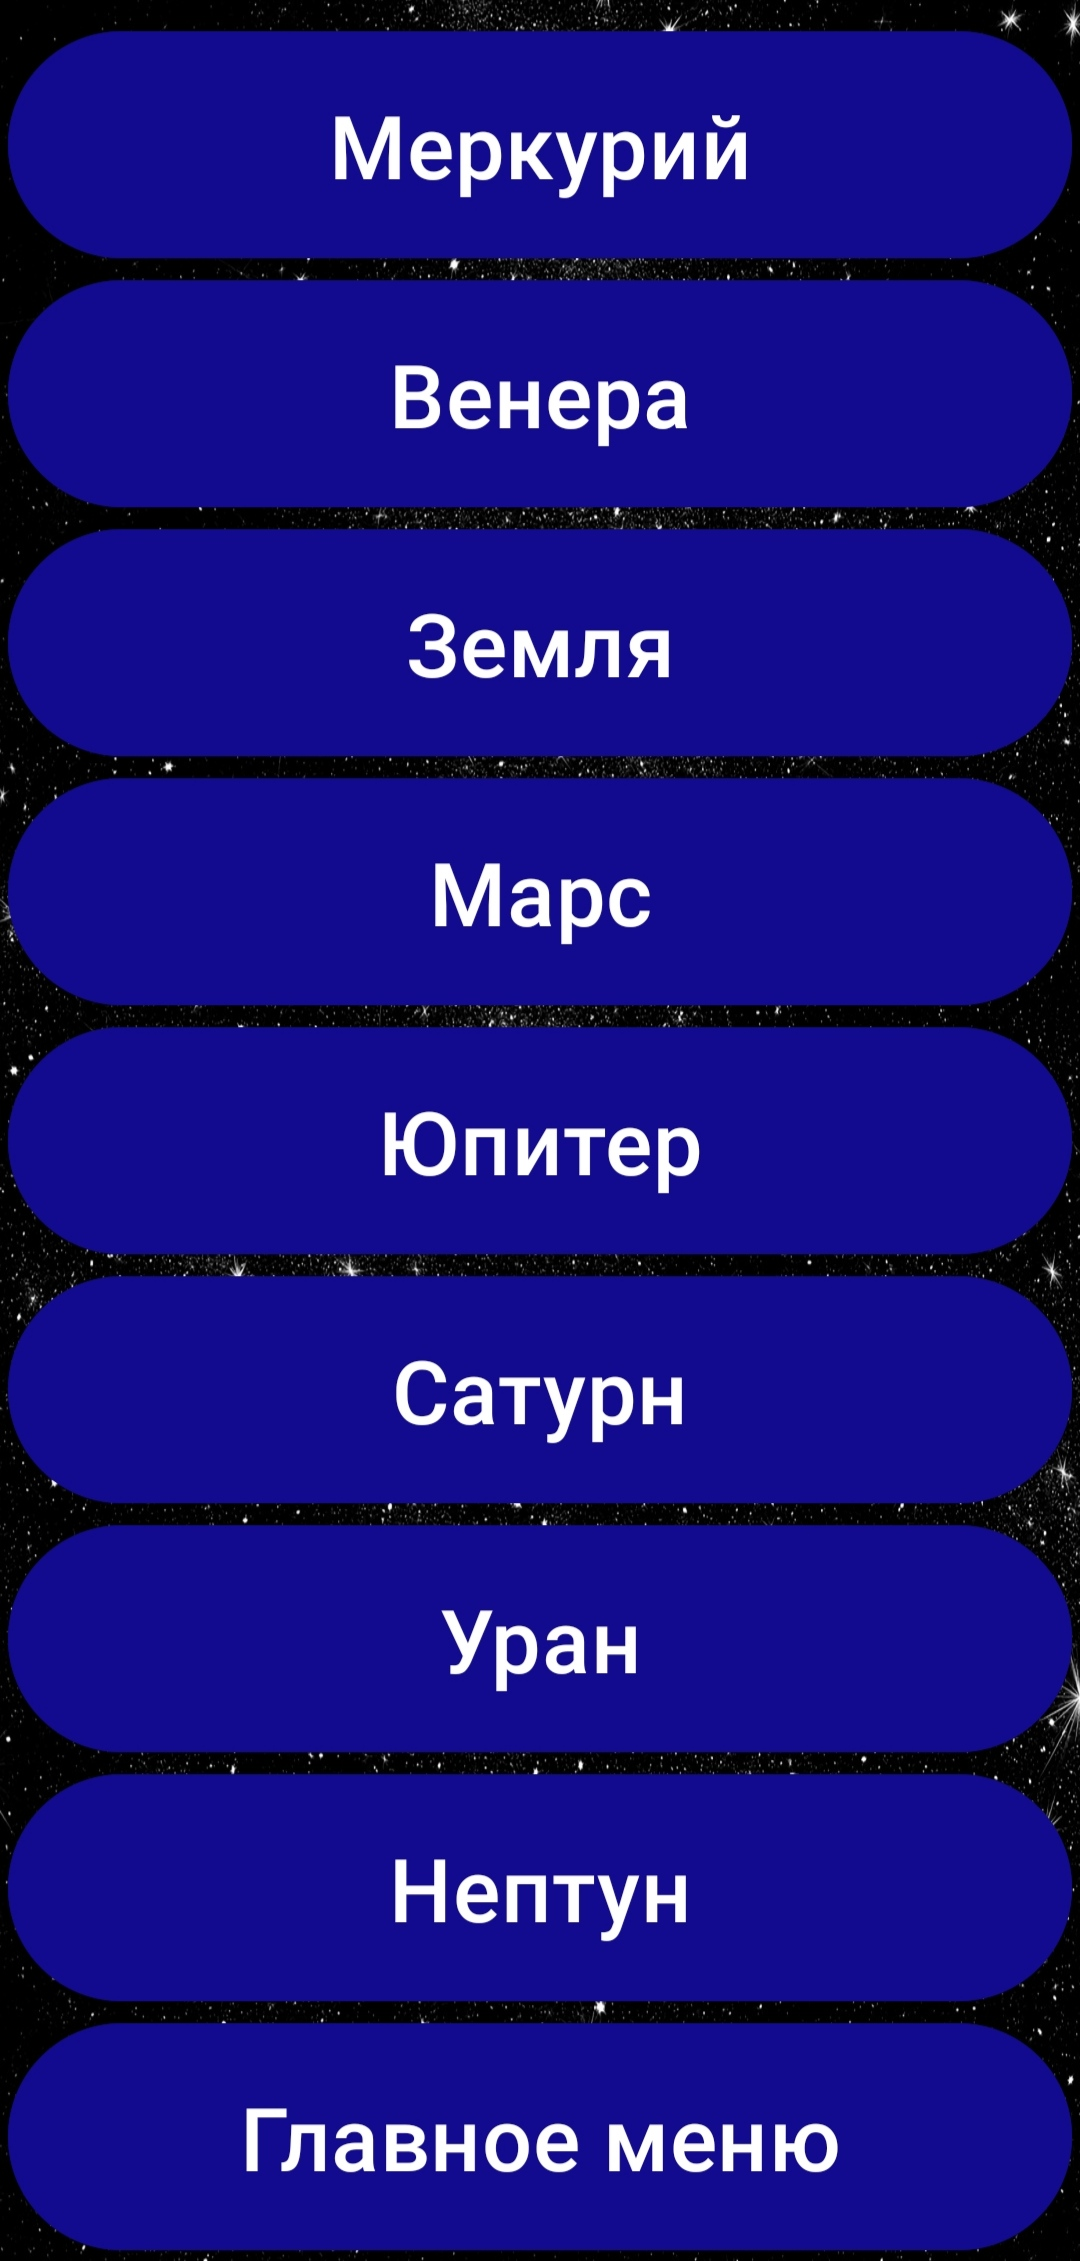 Меркурий
Венера
Земля
Марс
Юпитер
Сатурн
Уран
Нептун
Главное меню